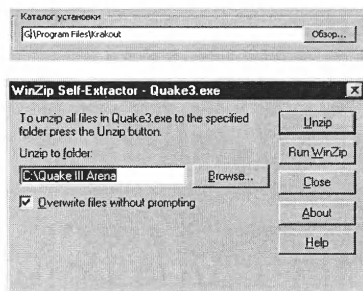 Каталог установки
G:\Program Files\Krakout
Обзор...
WinZip Self-Extractor - Quake3.exe
To unzip all files in Quake3.exe to the specified folder press the Unzip button.
Unzip to folder:
C:\Quake III Arena
Browse...
Overwrite files without prompting
Unzip
Run WinZip
Close
About
Help